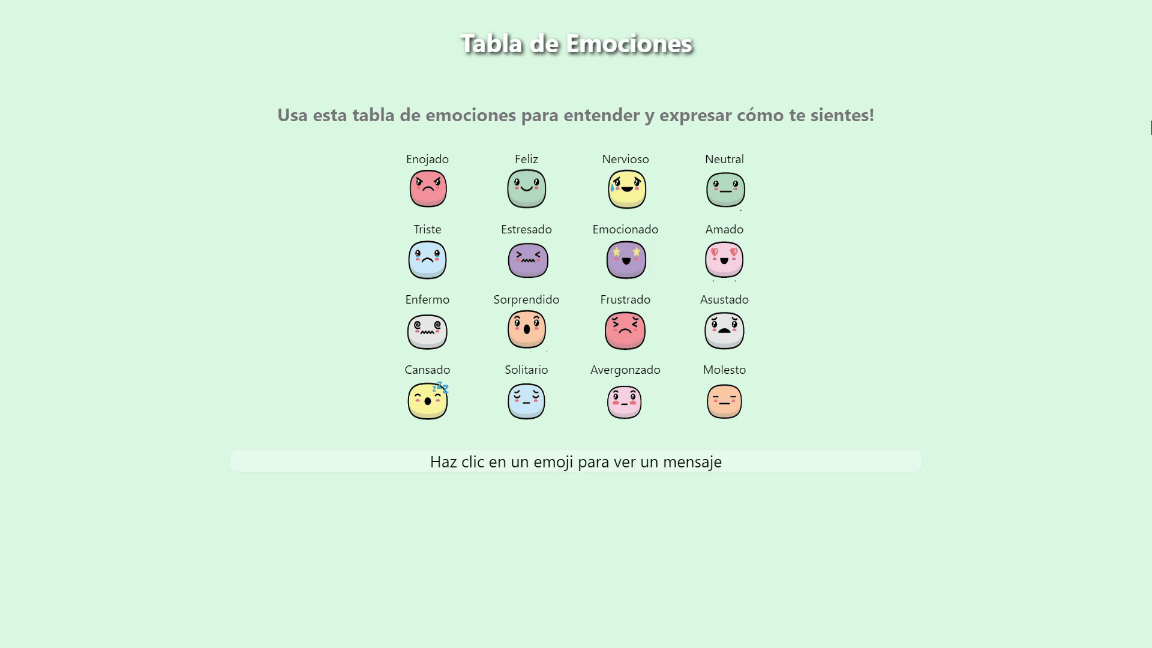 Tabla de Emociones
Usa esta tabla de emociones para entender y expresar cómo te sientes!
Enojado Feliz Nervioso Neutral
Triste Estresado Emocionado Amado
Enfermo Sorprendido Frustrado Asustado
Cansado Solitario Avergonzado Molesto
Haz clic en un emoji para ver un mensaje